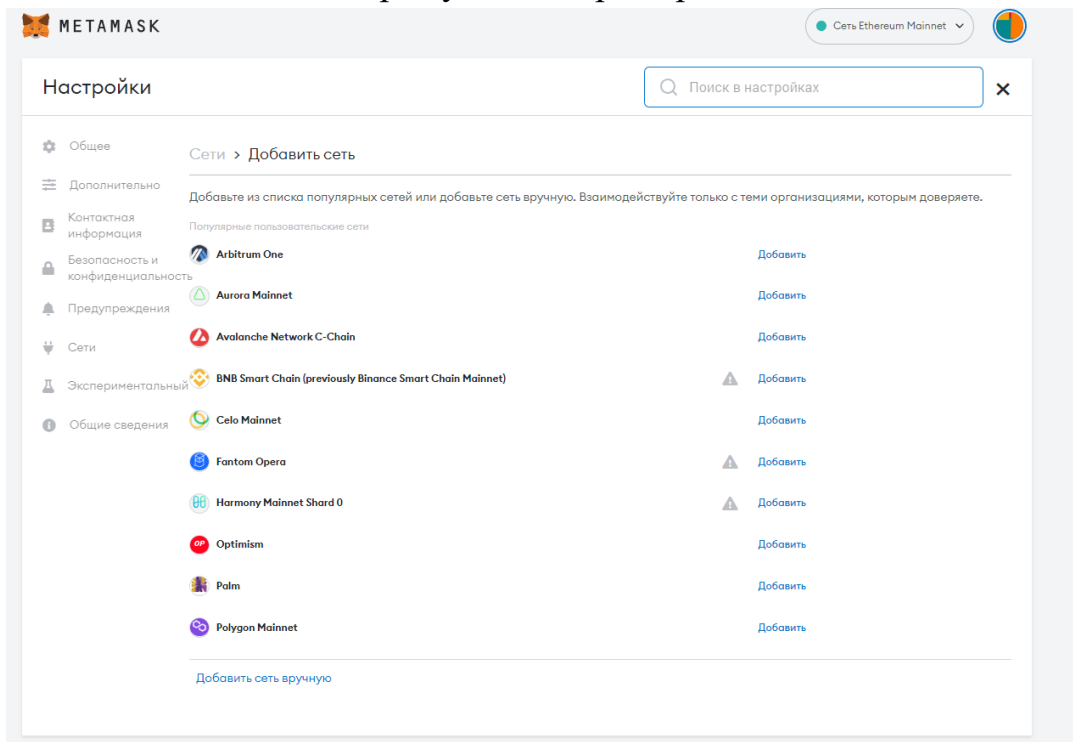 METAMASK
Сеть Ethereum Mainnet
Настройки
Поиск в настройках
Общее
Дополнительно
Контактная
информация
Безопасность и
конфиденциальность
Предупреждения
Сети
Экспериментальный
Общие сведения
Сети > Добавить сеть
Добавьте из списка популярных сетей или добавьте сеть вручную. Взаимодействуйте только с теми организациями, которым доверяете.
Популярные пользовательские сети
Arbitrum One Добавить
Aurora Mainnet Добавить
Avalanche Network C-Chain Добавить
BNB Smart Chain (previously Binance Smart Chain Mainnet) Добавить
Celo Mainnet Добавить
Fantom Opera Добавить
Harmony Mainnet Shard 0 Добавить
OP Optimism Добавить
Palm Добавить
Polygon Mainnet Добавить
Добавить сеть вручную